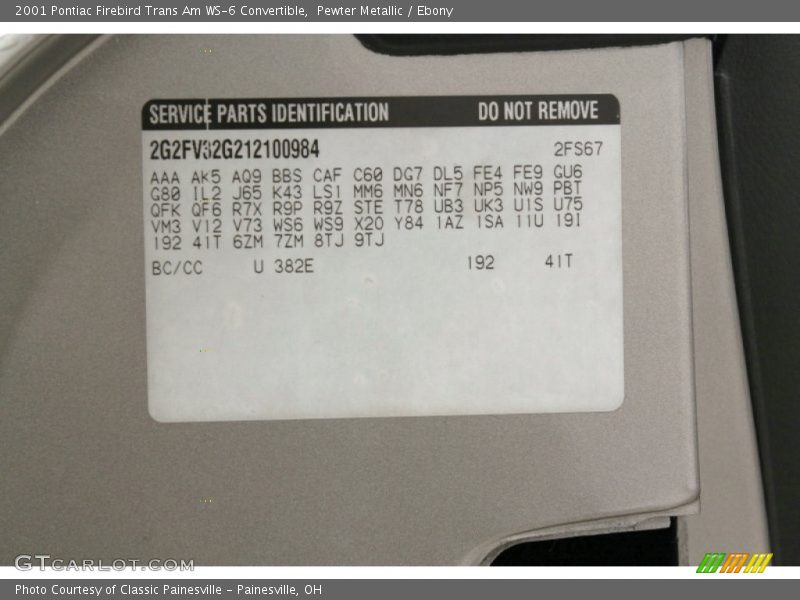 2001 Pontiac Firebird Trans Am WS-6 Convertible, Pewter Metallic / Ebony
SERVICE PARTS IDENTIFICATION DO NOT REMOVE
2G2FV32G212100984 2FS67
AAA AK5 AQ9 BBS CAF C60 DG7 DL5 FE4 FE9 GU6
G80 IL2 J65 K43 LS1 MM6 MN6 NF7 NP5 NW9 PBT
QFK QF6 R7X R9P R9Z STE T78 UB3 UK3 U1S U75
VM3 V12 V73 WS6 WS9 X20 Y84 1AZ 1SA 11U 19I
192 41T 6ZM 7ZM 8TJ 9TJ
BC/CC U 382E 192 41T
GTCARLOT.COM
Photo Courtesy of Classic Painesville - Painesville, OH